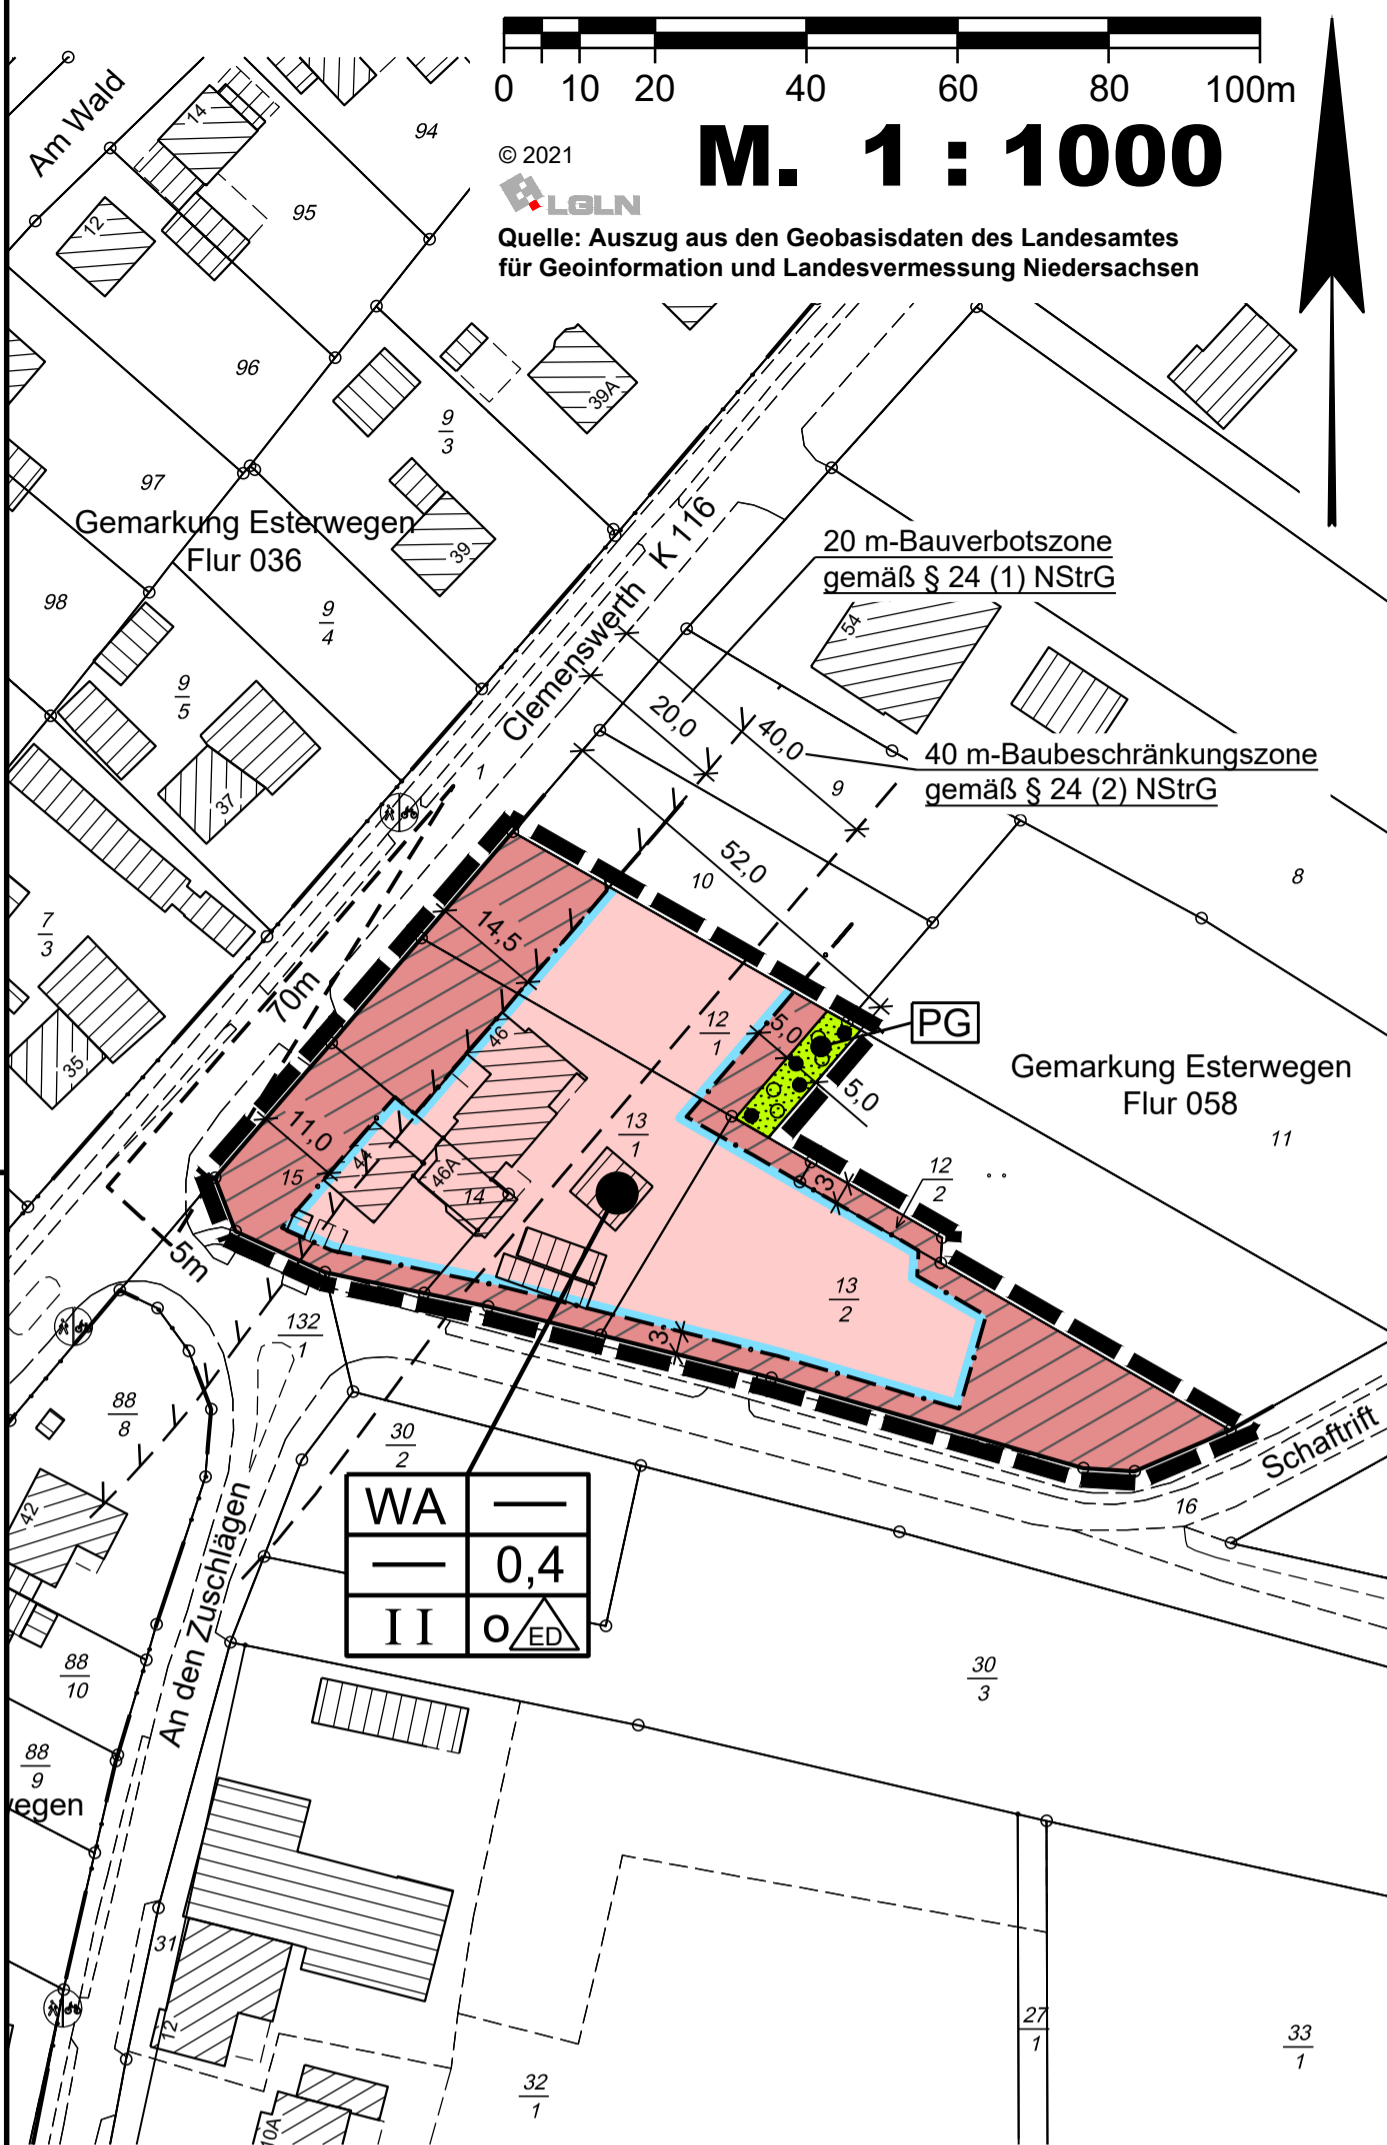 0 10 20 40 60 80 100m
© 2021
M. 1 : 1000
LGLN
Quelle: Auszug aus den Geobasisdaten des Landesamtes
für Geoinformation und Landesvermessung Niedersachsen
Am Wald
14
94
12
95
96
39A
9
3
97
Gemarkung Esterwegen
Flur 036
39
98
9
4
9
5
37
Clemenswerth K 116
20 m-Bauverbotszone
gemäß § 24 (1) NStrG
54
20,0
40,0
40 m-Baubeschränkungszone
gemäß § 24 (2) NStrG
1
9
8
52,0
10
7
3
14,5
70m
35
12
1
5,0
PG
5,0
Gemarkung Esterwegen
Flur 058
11
46
11,0
44
46A
14
15
13
1
3
12
2
5m
13
2
3
132
1
88
8
30
2
Schaftrift
16
42
WA —
— 0,4
II o ED
An den Zuschlägen
88
10
30
3
88
9
egen
31
12
27
1
33
1
32
1
10A